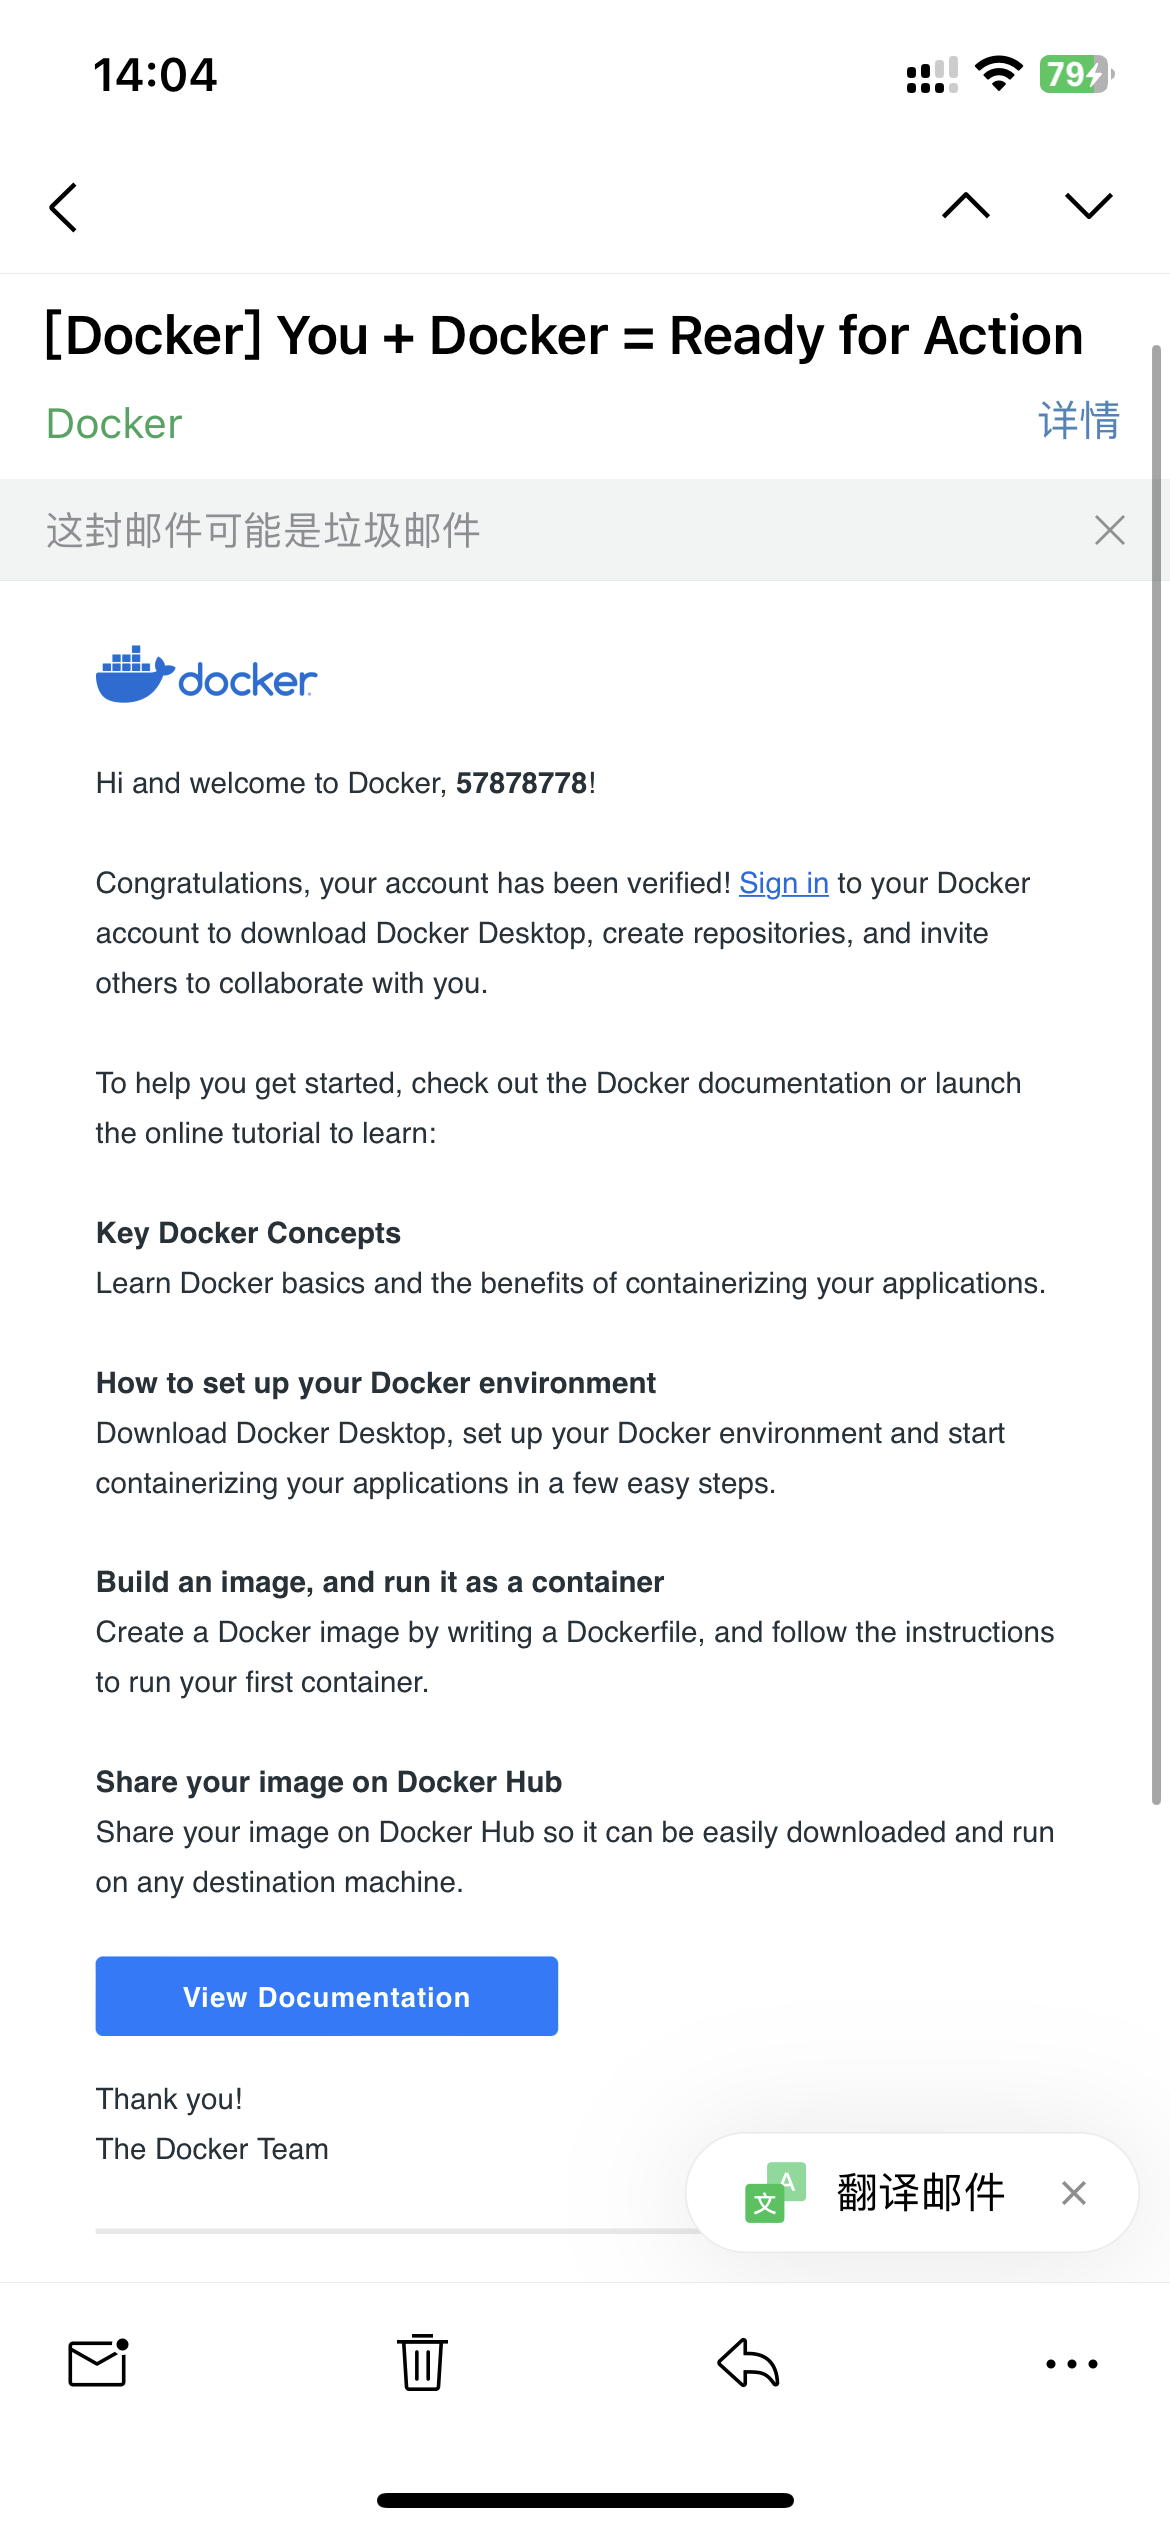 14:04
79
[Docker] You + Docker = Ready for Action
Docker
详情
这封邮件可能是垃圾邮件
docker
Hi and welcome to Docker, 57878778!
Congratulations, your account has been verified! Sign in to your Docker
account to download Docker Desktop, create repositories, and invite
others to collaborate with you.
To help you get started, check out the Docker documentation or launch
the online tutorial to learn:
Key Docker Concepts
Learn Docker basics and the benefits of containerizing your applications.
How to set up your Docker environment
Download Docker Desktop, set up your Docker environment and start
containerizing your applications in a few easy steps.
Build an image, and run it as a container
Create a Docker image by writing a Dockerfile, and follow the instructions
to run your first container.
Share your image on Docker Hub
Share your image on Docker Hub so it can be easily downloaded and run
on any destination machine.
View Documentation
Thank you!
The Docker Team
文 A 翻译邮件